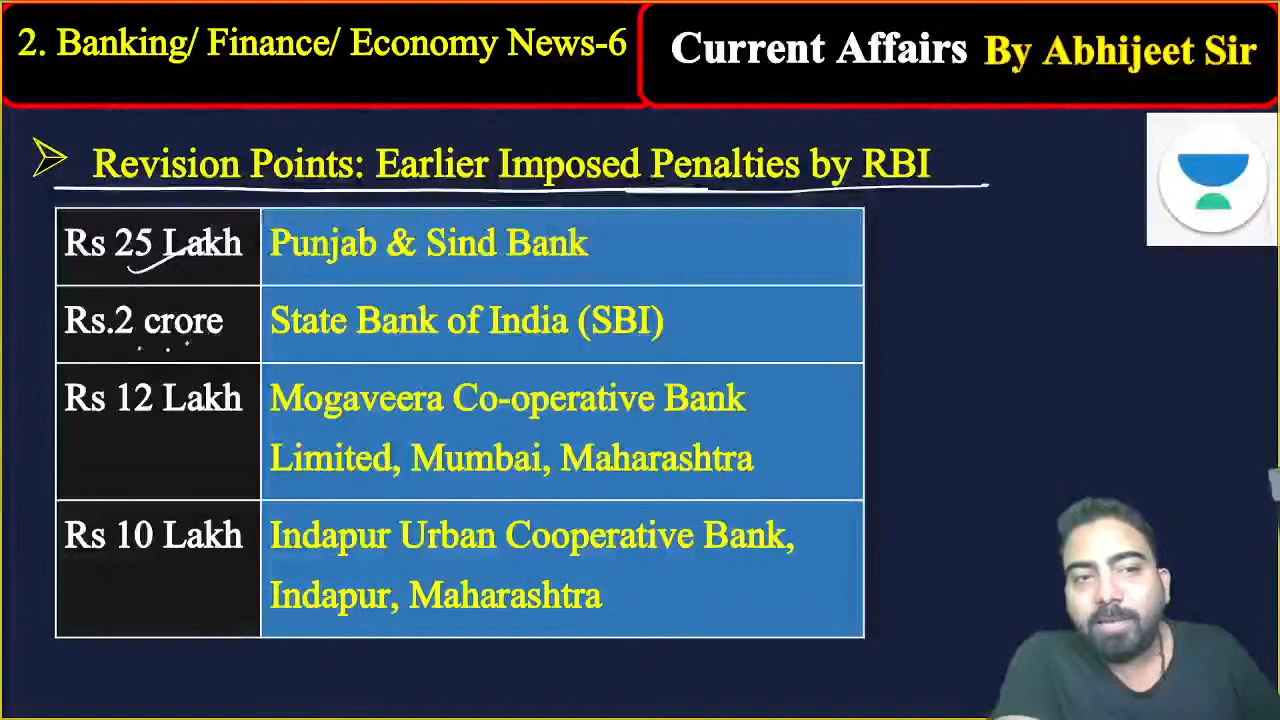 2. Banking/ Finance/ Economy News-6
Current Affairs By Abhijeet Sir
Revision Points: Earlier Imposed Penalties by RBI
Rs 25 Lakh Punjab & Sind Bank
Rs.2 crore State Bank of India (SBI)
Rs 12 Lakh Mogaveera Co-operative Bank
Limited, Mumbai, Maharashtra
Rs 10 Lakh Indapur Urban Cooperative Bank,
Indapur, Maharashtra